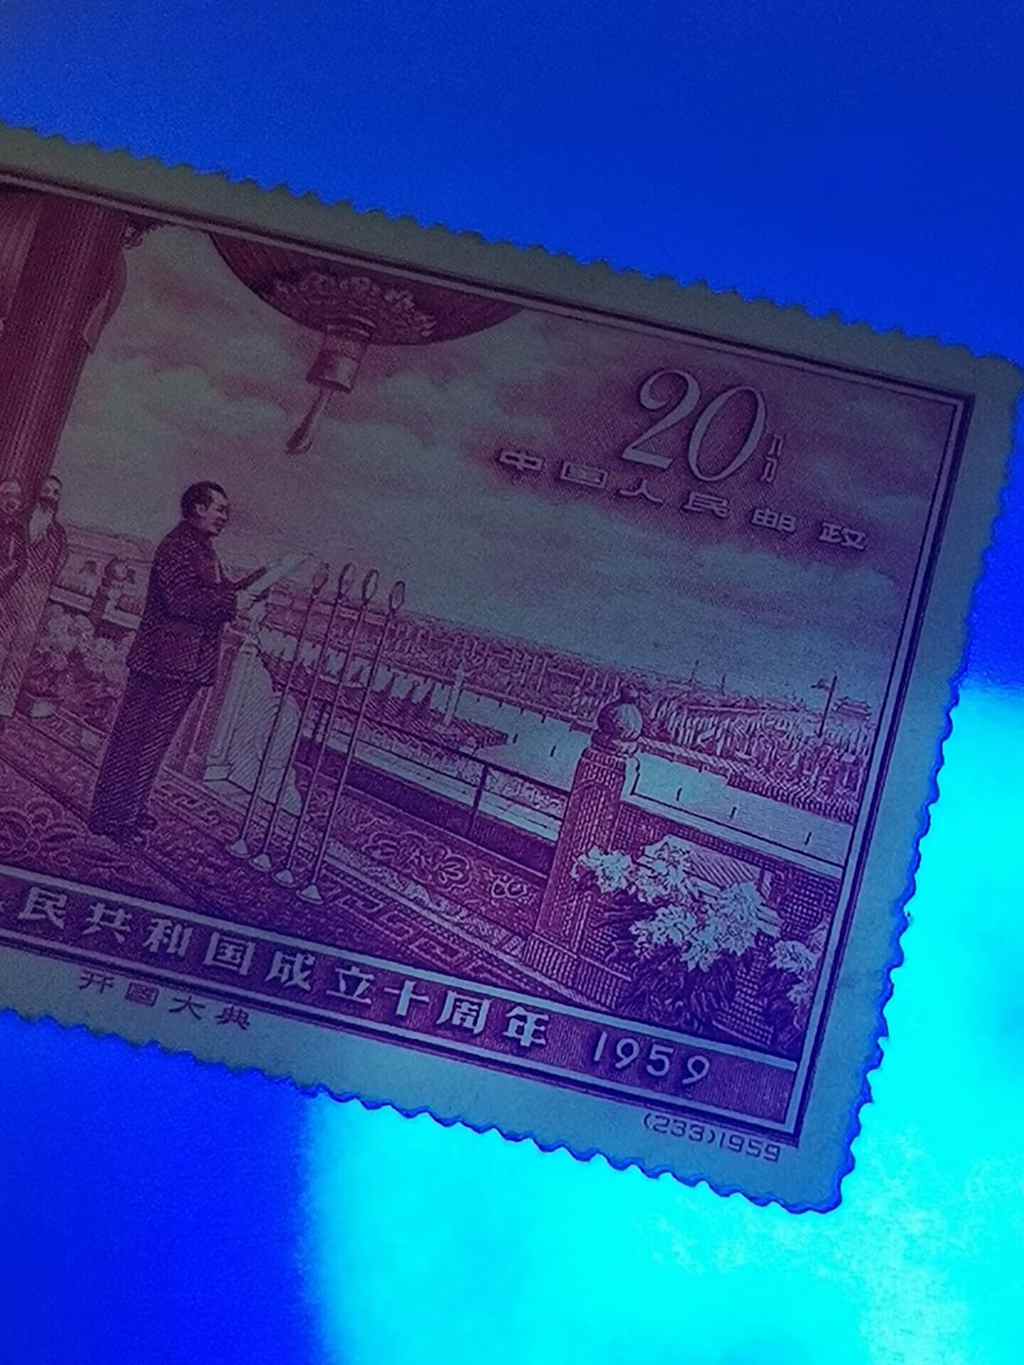 20分
中国人民邮政
人民共和国成立十周年 1959
开国大典
(233)1959